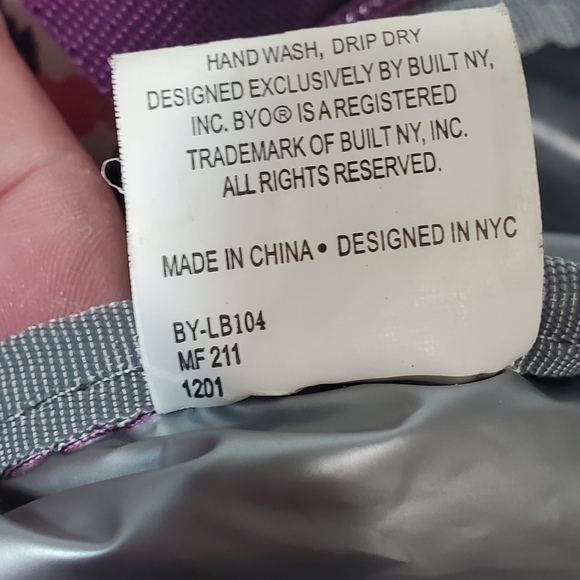 HAND WASH, DRIP DRY
DESIGNED EXCLUSIVELY BY BUILT NY,
INC. BYO® IS A REGISTERED
TRADEMARK OF BUILT NY, INC.
ALL RIGHTS RESERVED.
MADE IN CHINA • DESIGNED IN NYC
BY-LB104
MF 211
1201